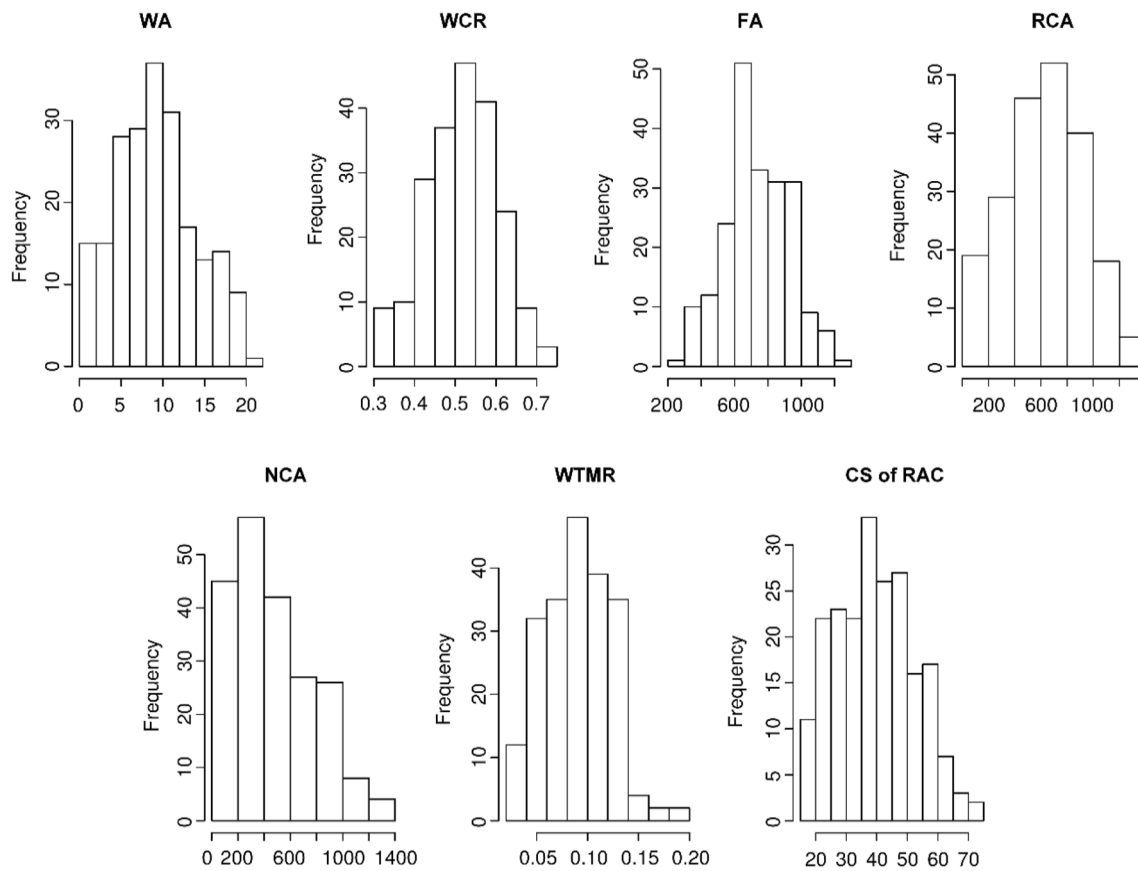 WA WCR FA RCA
Frequency Frequency Frequency Frequency
30 40 50 50
20 30 40 40
10 20 30 30
0 10 20 20
0 10 10
0 0
0 5 10 15 20 0.3 0.4 0.5 0.6 0.7 200 600 1000 200 600 1000
NCA WTMR CS of RAC
Frequency Frequency Frequency
50 40 30
40 30 25
30 20 20
20 10 15
10 0 10
0 5
0
0 200 600 1000 1400 0.05 0.10 0.15 0.20 20 30 40 50 60 70